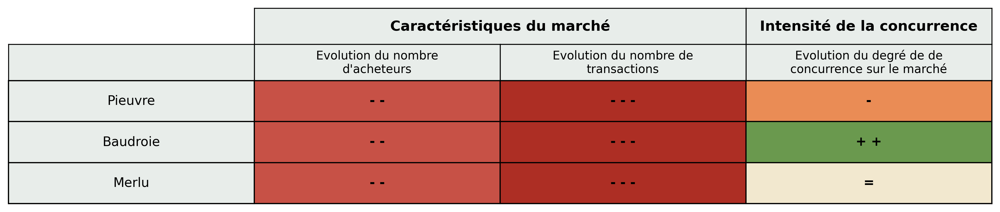 Caractéristiques du marché
Intensité de la concurrence
Evolution du nombre
d'acheteurs
Evolution du nombre de
transactions
Evolution du degré de de
concurrence sur le marché
Pieuvre
- -
- - -
-
Baudroie
- -
- - -
+ +
Merlu
- -
- - -
=